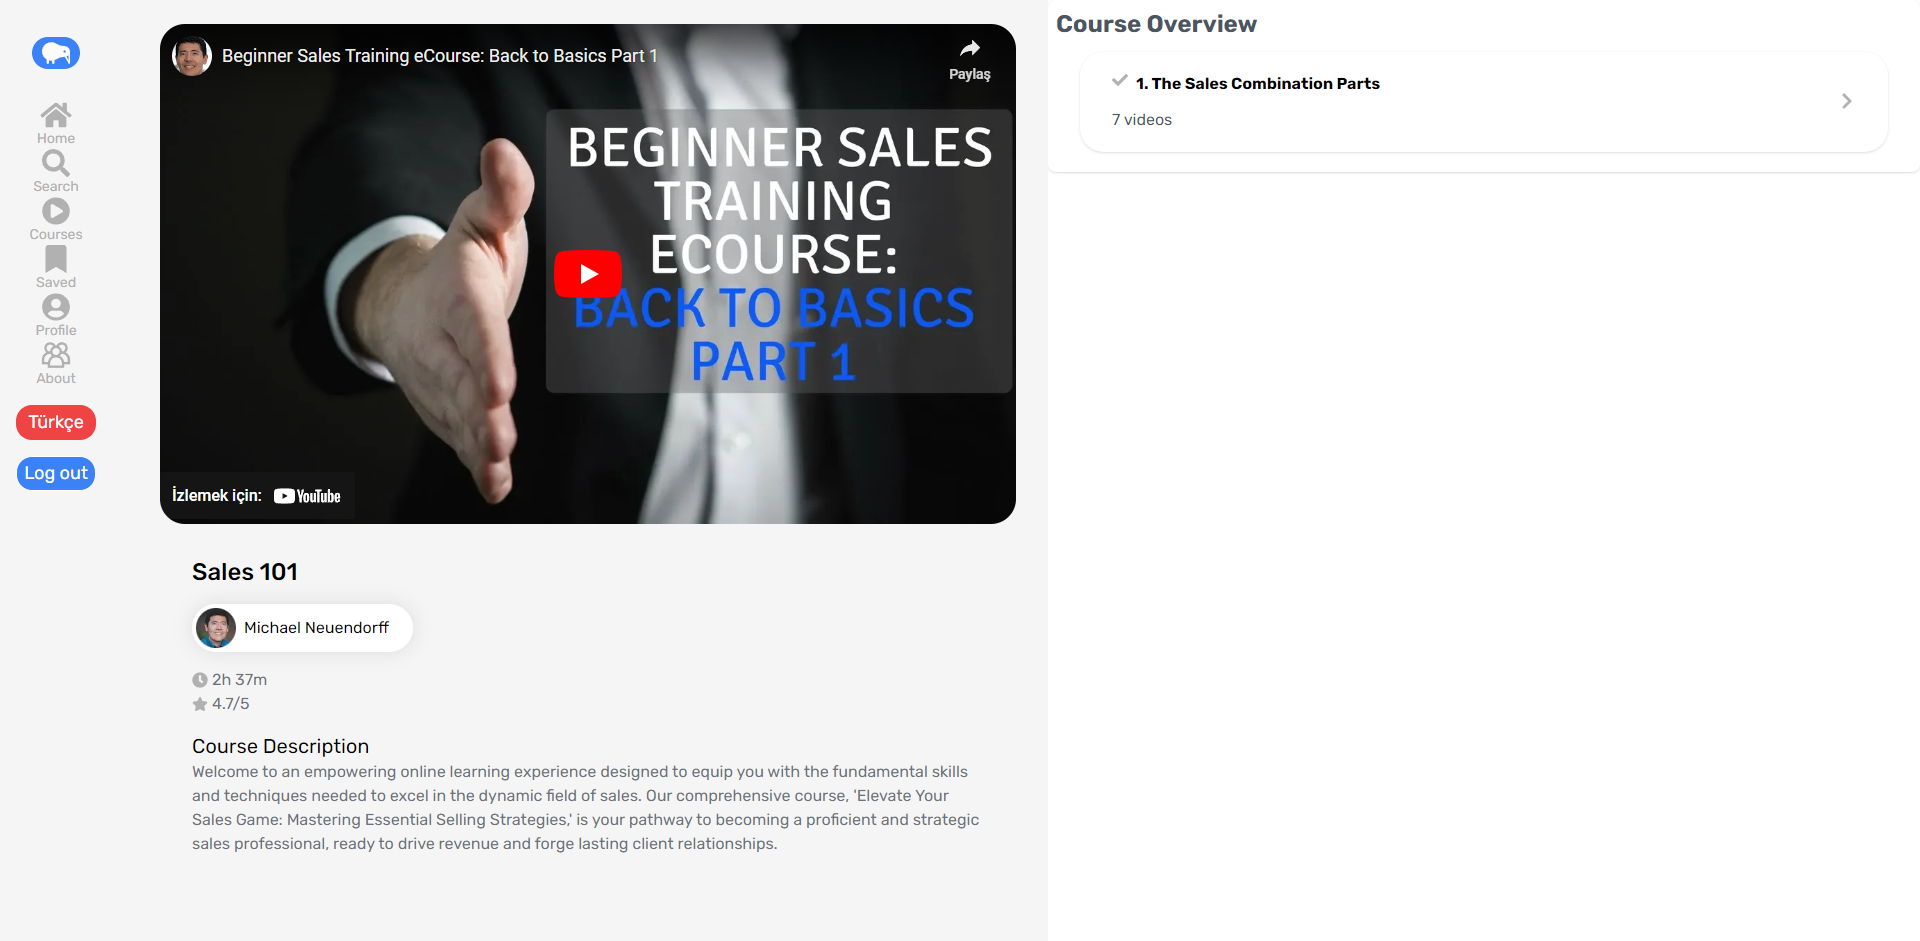 Home
Search
Courses
Saved
Profile
About
Türkçe
Log out
Beginner Sales Training eCourse: Back to Basics Part 1
Paylaş
BEGINNER SALES
TRAINING
ECOURSE:
BACK TO BASICS
PART 1
İzlemek için: YouTube
Sales 101
Michael Neuendorff
2h 37m
4.7/5
Course Description
Welcome to an empowering online learning experience designed to equip you with the fundamental skills
and techniques needed to excel in the dynamic field of sales. Our comprehensive course, 'Elevate Your
Sales Game: Mastering Essential Selling Strategies,' is your pathway to becoming a proficient and strategic
sales professional, ready to drive revenue and forge lasting client relationships.
Course Overview
1. The Sales Combination Parts
7 videos